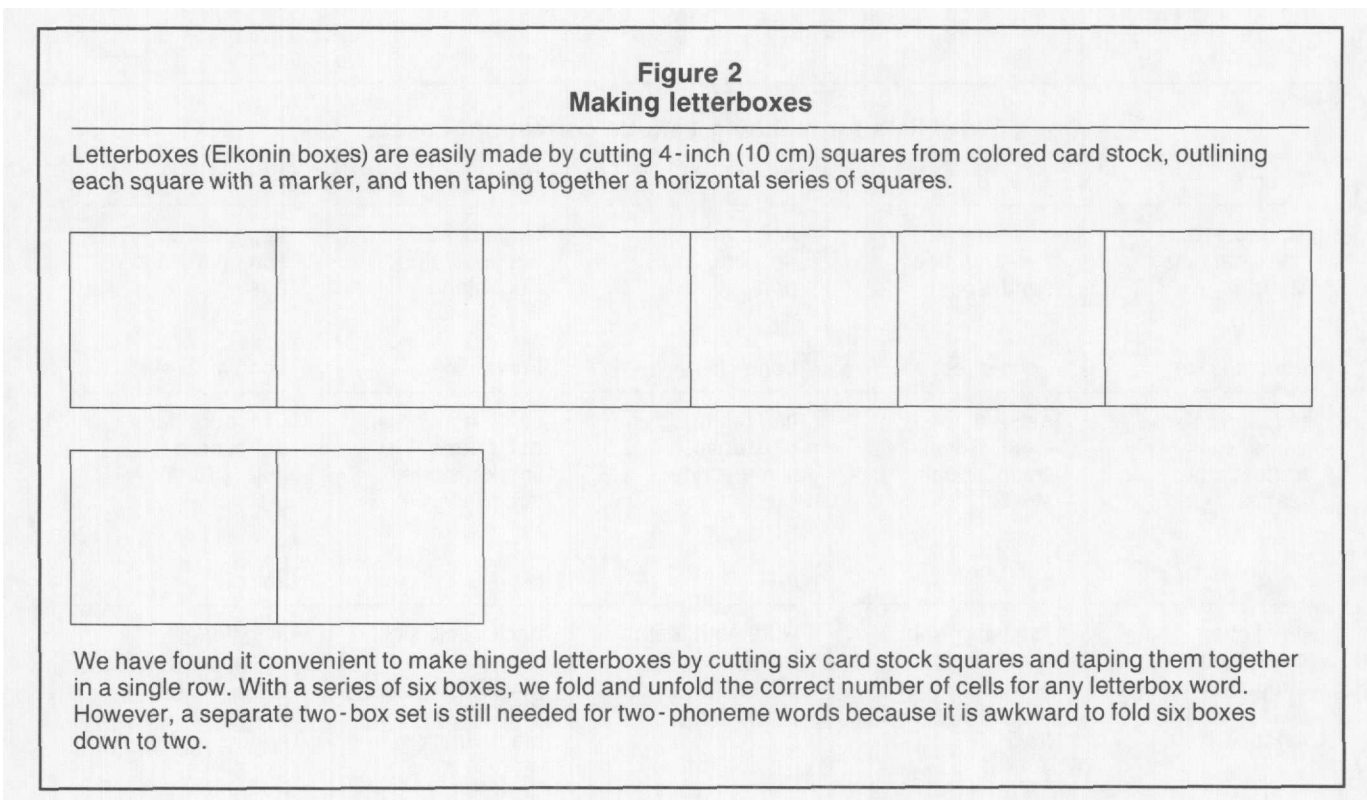 Figure 2
Making letterboxes
Letterboxes (Elkonin boxes) are easily made by cutting 4-inch (10 cm) squares from colored card stock, outlining
each square with a marker, and then taping together a horizontal series of squares.
We have found it convenient to make hinged letterboxes by cutting six card stock squares and taping them together
in a single row. With a series of six boxes, we fold and unfold the correct number of cells for any letterbox word.
However, a separate two-box set is still needed for two-phoneme words because it is awkward to fold six boxes
down to two.